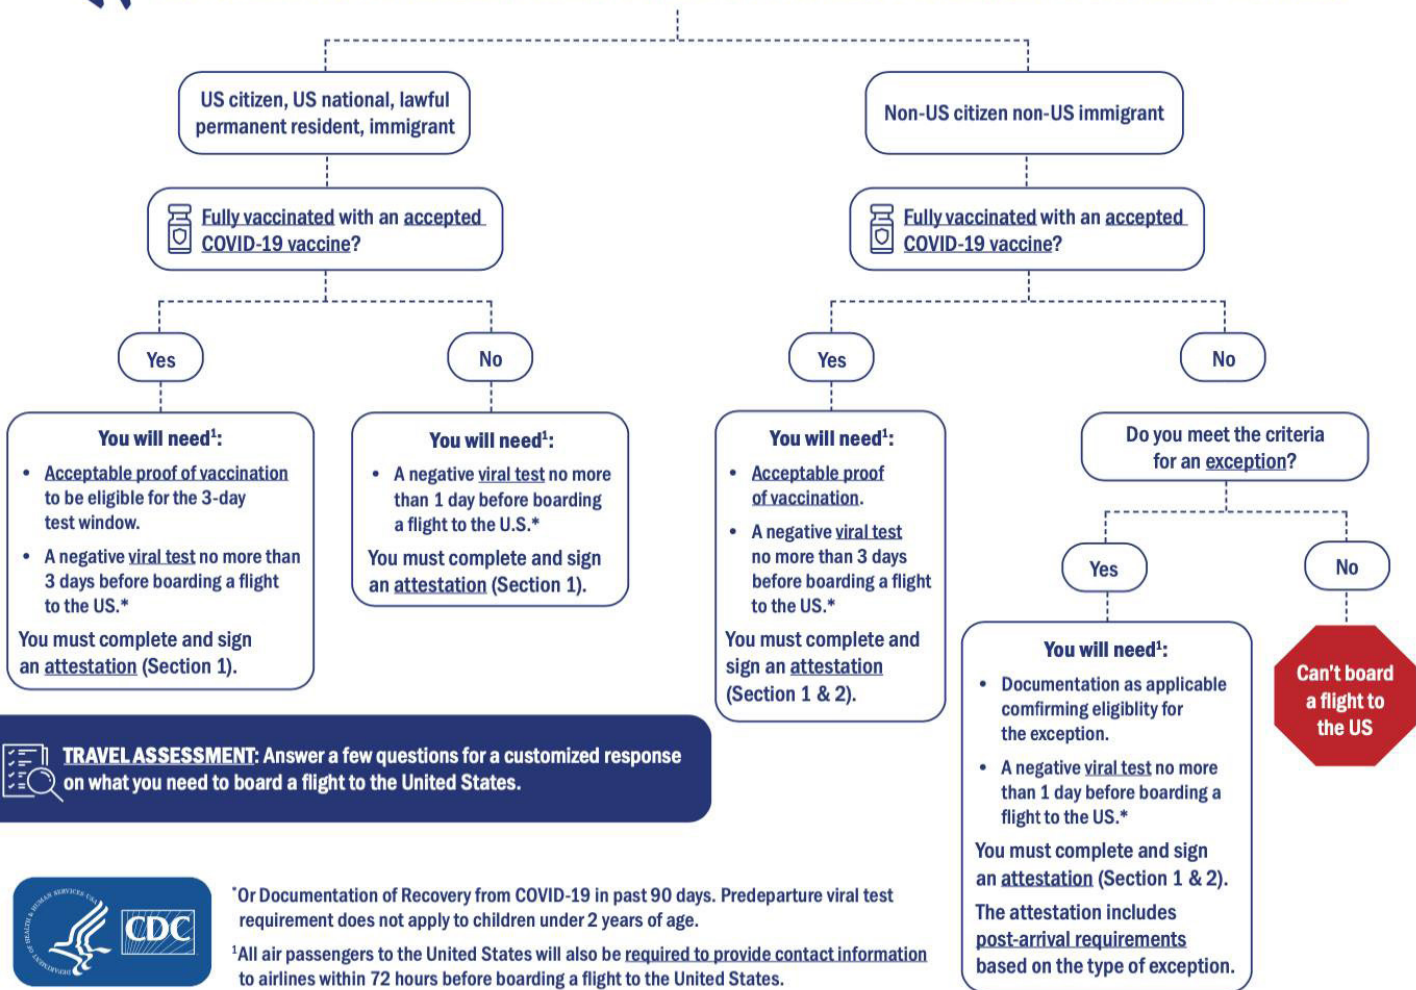 US citizen, US national, lawful
permanent resident, immigrant
Non-US citizen non-US immigrant
Fully vaccinated with an accepted
COVID-19 vaccine?
Fully vaccinated with an accepted
COVID-19 vaccine?
Yes
No
Yes
No
You will need¹:
• Acceptable proof of vaccination
to be eligible for the 3-day
test window.
• A negative viral test no more than
3 days before boarding a flight
to the US.*
You must complete and sign
an attestation (Section 1).
You will need¹:
• A negative viral test no more
than 1 day before boarding
a flight to the U.S.*
You must complete and sign
an attestation (Section 1).
You will need¹:
• Acceptable proof
of vaccination.
• A negative viral test
no more than 3 days
before boarding a flight
to the US.*
You must complete and
sign an attestation
(Section 1 & 2).
Do you meet the criteria
for an exception?
Yes
No
You will need¹:
• Documentation as applicable
comfirming eligiblity for
the exception.
• A negative viral test no more
than 1 day before boarding a
flight to the US.*
You must complete and sign
an attestation (Section 1 & 2).
The attestation includes
post-arrival requirements
based on the type of exception.
Can't board
a flight to
the US
TRAVEL ASSESSMENT: Answer a few questions for a customized response
on what you need to board a flight to the United States.
DEPARTMENT OF HEALTH & HUMAN SERVICES·USA
CDC
*Or Documentation of Recovery from COVID-19 in past 90 days. Predeparture viral test
requirement does not apply to children under 2 years of age.
¹All air passengers to the United States will also be required to provide contact information
to airlines within 72 hours before boarding a flight to the United States.